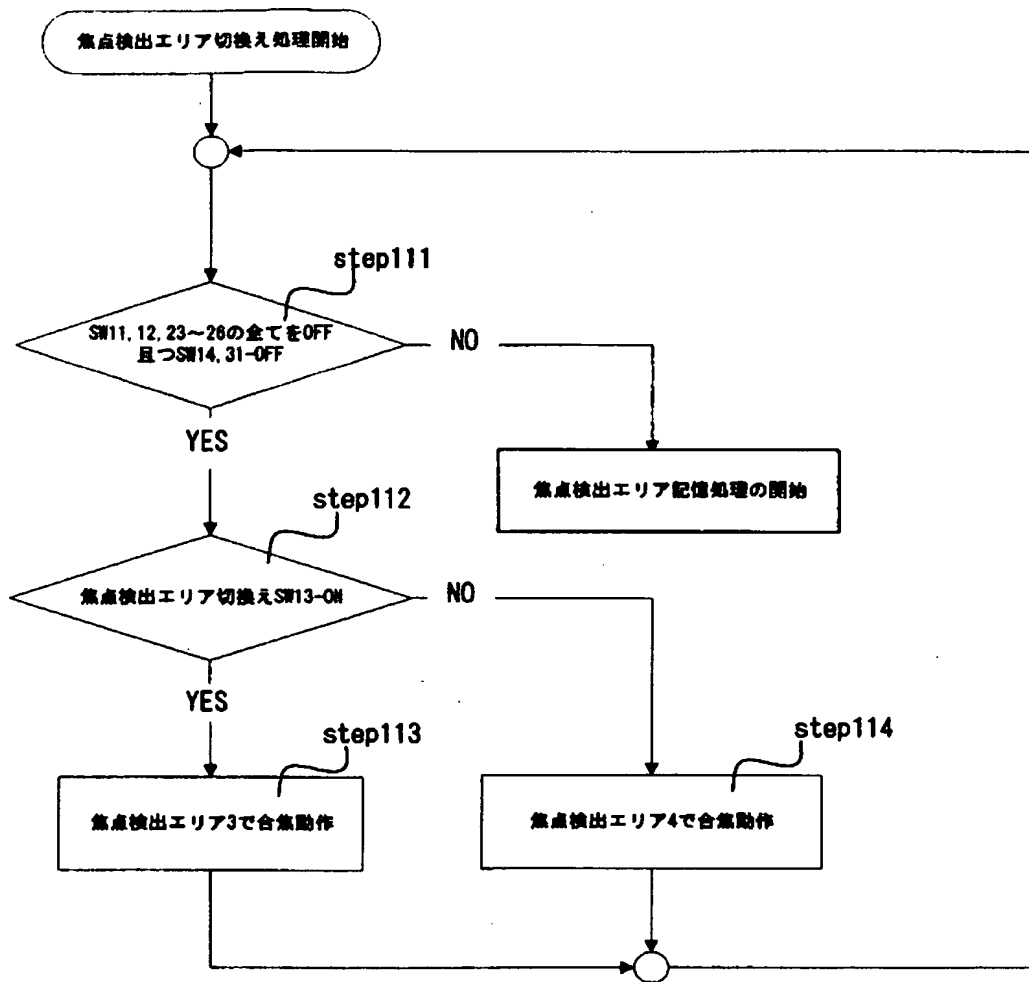 焦点検出エリア切換え処理開始
step111
SW11,12,23～26の全てをOFF
且つSW14,31-OFF
NO
YES
焦点検出エリア記憶処理の開始
step112
焦点検出エリア切換えSW13-ON
NO
YES
step113
step114
焦点検出エリア3で合焦動作
焦点検出エリア4で合焦動作